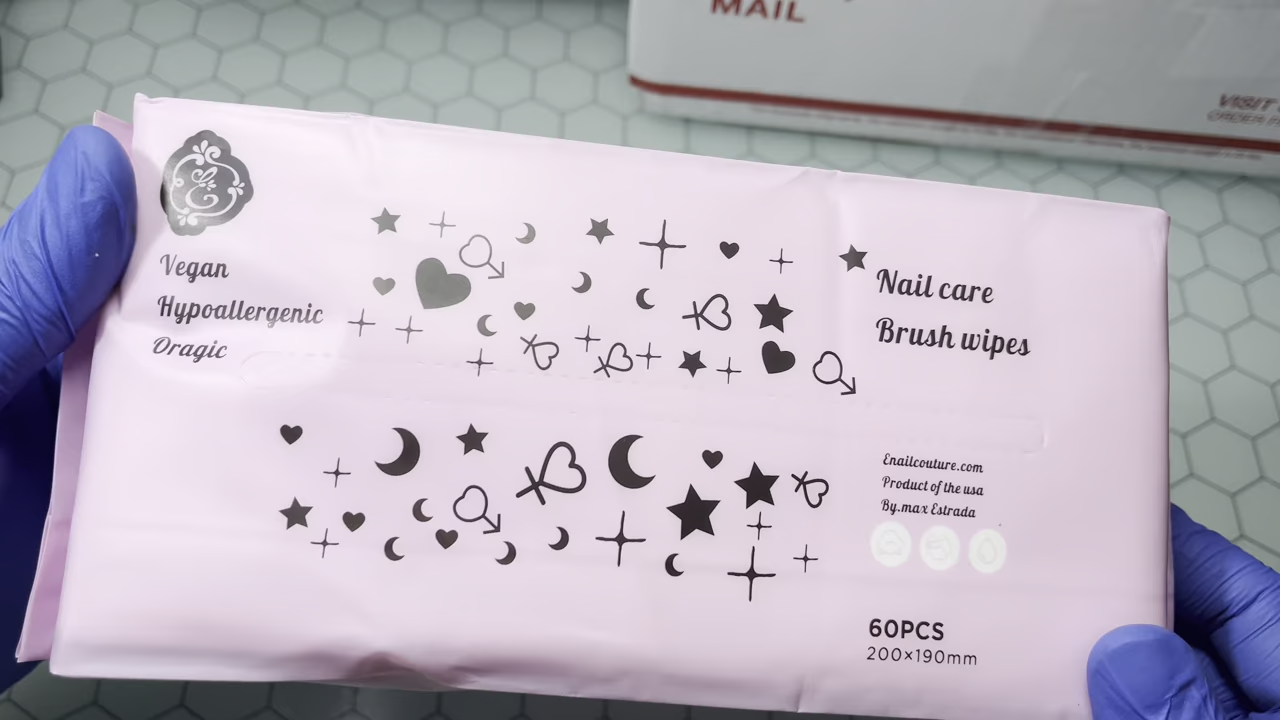 MAIL
VISIT
Vegan
Hypoallergenic
Oragic
Nail care
Brush wipes
Enailcouture.com
Product of the usa
By.max Estrada
60PCS
200×190mm